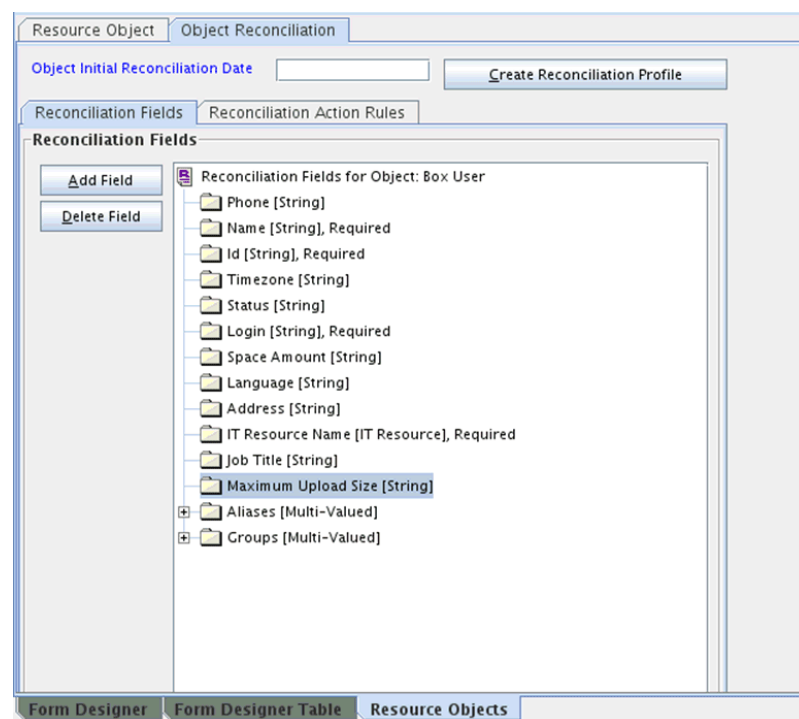 Resource Object Object Reconciliation
Object Initial Reconciliation Date Create Reconciliation Profile
Reconciliation Fields Reconciliation Action Rules
Reconciliation Fields
Add Field
Delete Field
Reconciliation Fields for Object: Box User
Phone [String]
Name [String], Required
Id [String], Required
Timezone [String]
Status [String]
Login [String], Required
Space Amount [String]
Language [String]
Address [String]
IT Resource Name [IT Resource], Required
Job Title [String]
Maximum Upload Size [String]
Aliases [Multi-Valued]
Groups [Multi-Valued]
Form Designer Form Designer Table Resource Objects